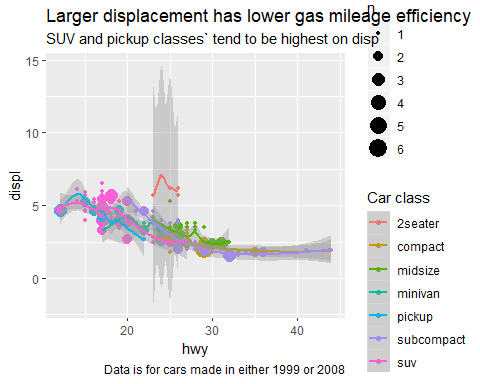 Larger displacement has lower gas mileage efficiency
SUV and pickup classes` tend to be highest on disp
n
1
2
3
4
5
6
15
10
5
0
displ
20
30
40
hwy
Car class
2seater
compact
midsize
minivan
pickup
subcompact
suv
Data is for cars made in either 1999 or 2008